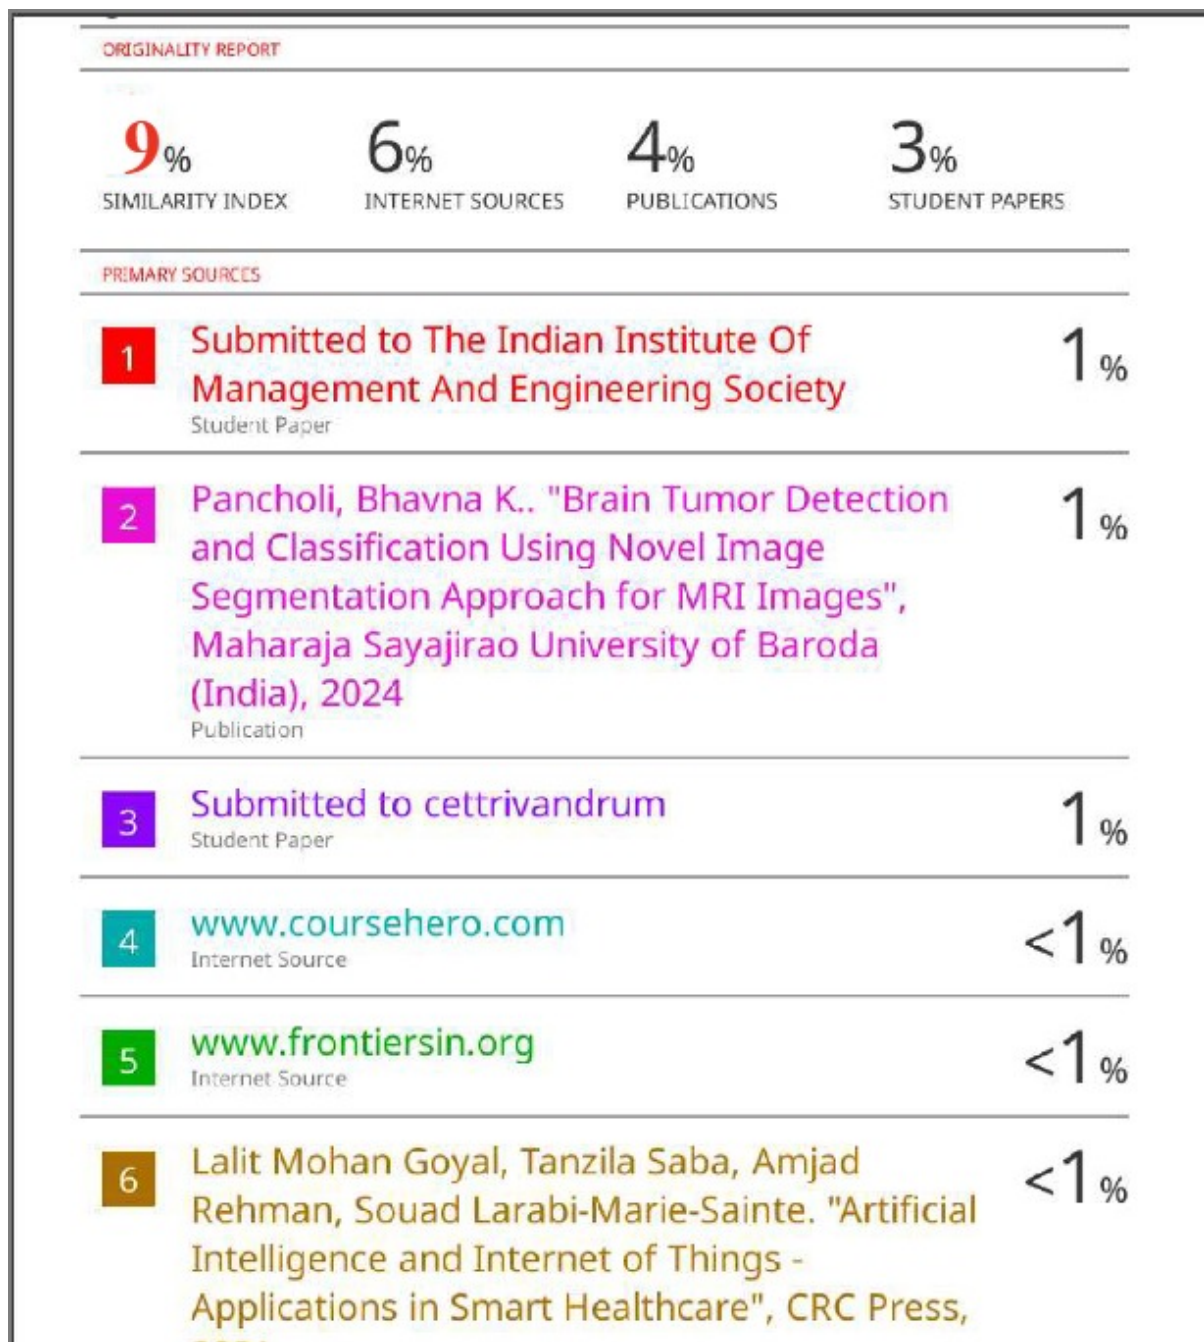 ORIGINALITY REPORT
9% 6% 4% 3%
SIMILARITY INDEX INTERNET SOURCES PUBLICATIONS STUDENT PAPERS
PRIMARY SOURCES
1 Submitted to The Indian Institute Of 1%
Management And Engineering Society
Student Paper
2 Pancholi, Bhavna K.. "Brain Tumor Detection 1%
and Classification Using Novel Image
Segmentation Approach for MRI Images",
Maharaja Sayajirao University of Baroda
(India), 2024
Publication
3 Submitted to cettrivandrum 1%
Student Paper
4 www.coursehero.com <1%
Internet Source
5 www.frontiersin.org <1%
Internet Source
6 Lalit Mohan Goyal, Tanzila Saba, Amjad <1%
Rehman, Souad Larabi-Marie-Sainte. "Artificial
Intelligence and Internet of Things -
Applications in Smart Healthcare", CRC Press,